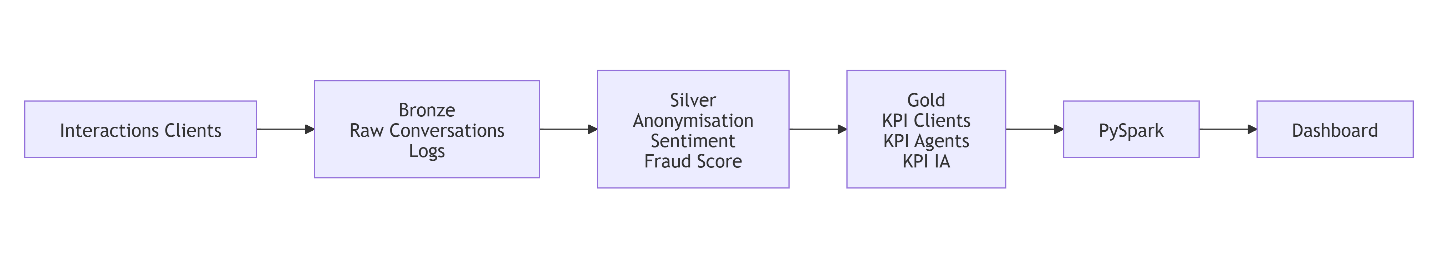 Interactions Clients
Bronze
Raw Conversations
Logs
Silver
Anonymisation
Sentiment
Fraud Score
Gold
KPI Clients
KPI Agents
KPI IA
PySpark
Dashboard